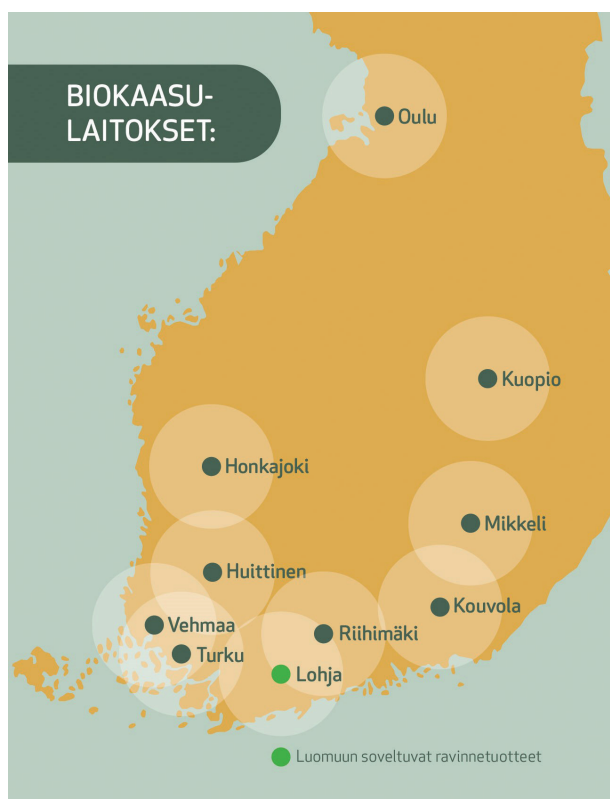 BIOKAASU-
LAITOKSET:
Oulu
Kuopio
Honkajoki
Mikkeli
Huittinen
Kouvola
Vehmaa
Riihimäki
Turku
Lohja
Luomuun soveltuvat ravinnetuotteet